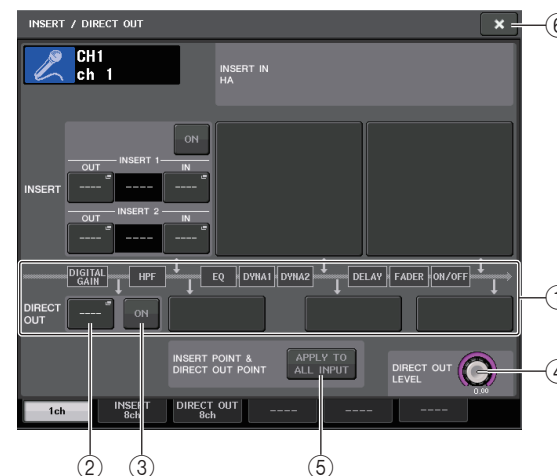 INSERT / DIRECT OUT
×
⑥
CH1
ch 1
INSERT IN
HA
ON
INSERT 1
OUT
IN
----
----
----
INSERT
INSERT 2
OUT
IN
----
----
----
DIGITAL GAIN
HPF
EQ
DYNA1
DYNA2
DELAY
FADER
ON/OFF
DIRECT OUT
----
ON
INSERT POINT &
DIRECT OUT POINT
APPLY TO
ALL INPUT
DIRECT OUT
LEVEL
0.00
④
1ch
INSERT
8ch
DIRECT OUT
8ch
----
----
----
②
③
⑤